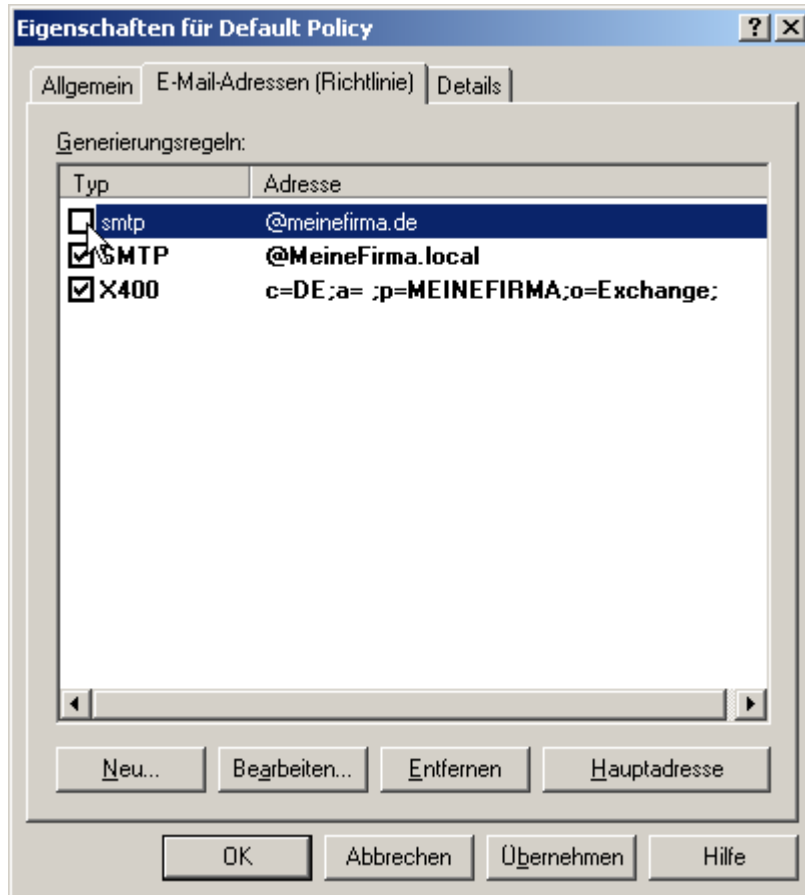 Eigenschaften für Default Policy
Allgemein E-Mail-Adressen (Richtlinie) Details
Generierungsregeln:
Typ Adresse
smtp @meinefirma.de
SMTP @MeineFirma.local
X400 c=DE;a= ;p=MEINEFIRMA;o=Exchange;
Neu... Bearbeiten... Entfernen Hauptadresse
OK Abbrechen Übernehmen Hilfe